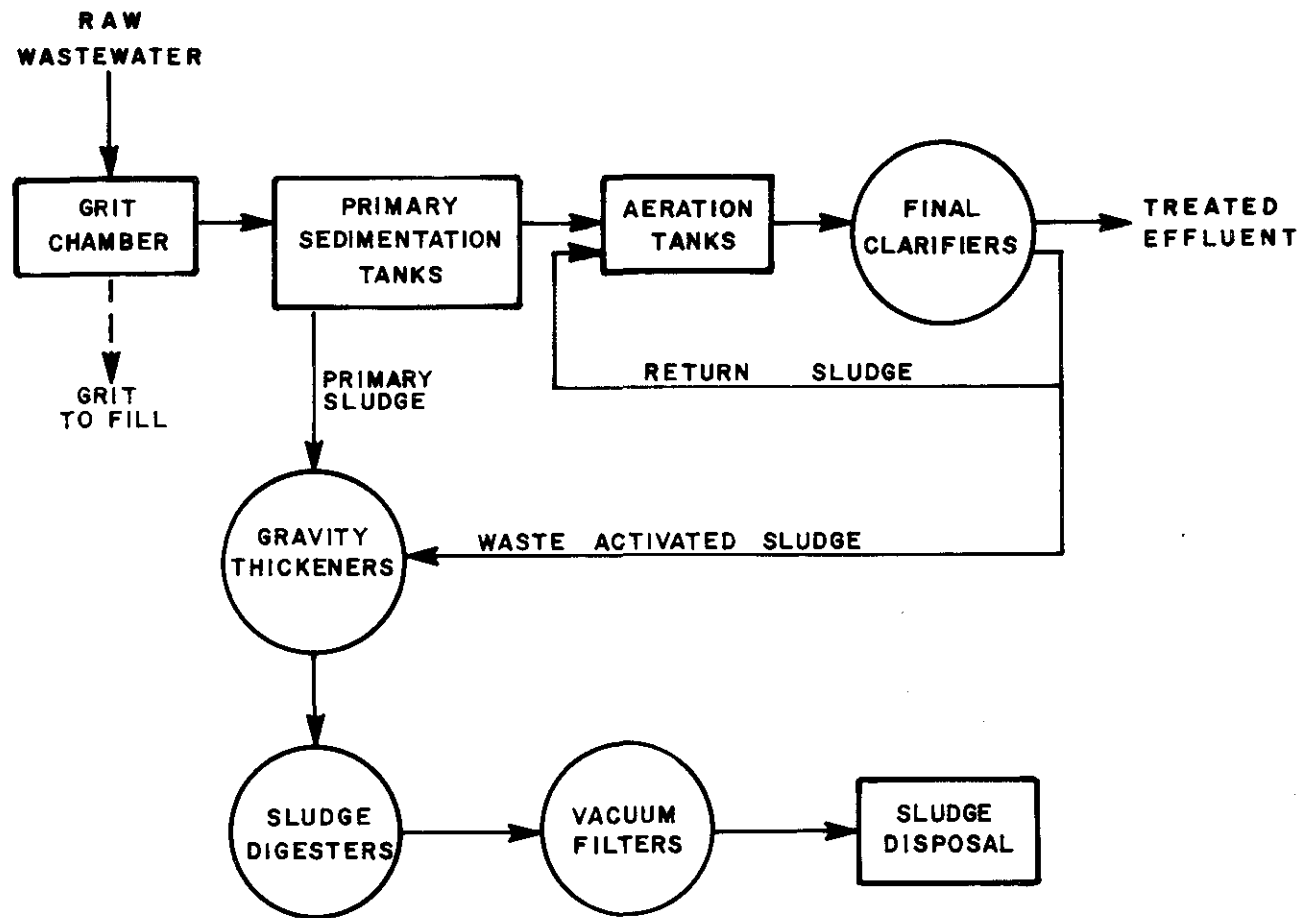 RAW
WASTEWATER
GRIT
CHAMBER
PRIMARY
SEDIMENTATION
TANKS
AERATION
TANKS
FINAL
CLARIFIERS
TREATED
EFFLUENT
GRIT
TO FILL
PRIMARY
SLUDGE
RETURN SLUDGE
GRAVITY
THICKENERS
WASTE ACTIVATED SLUDGE
SLUDGE
DIGESTERS
VACUUM
FILTERS
SLUDGE
DISPOSAL